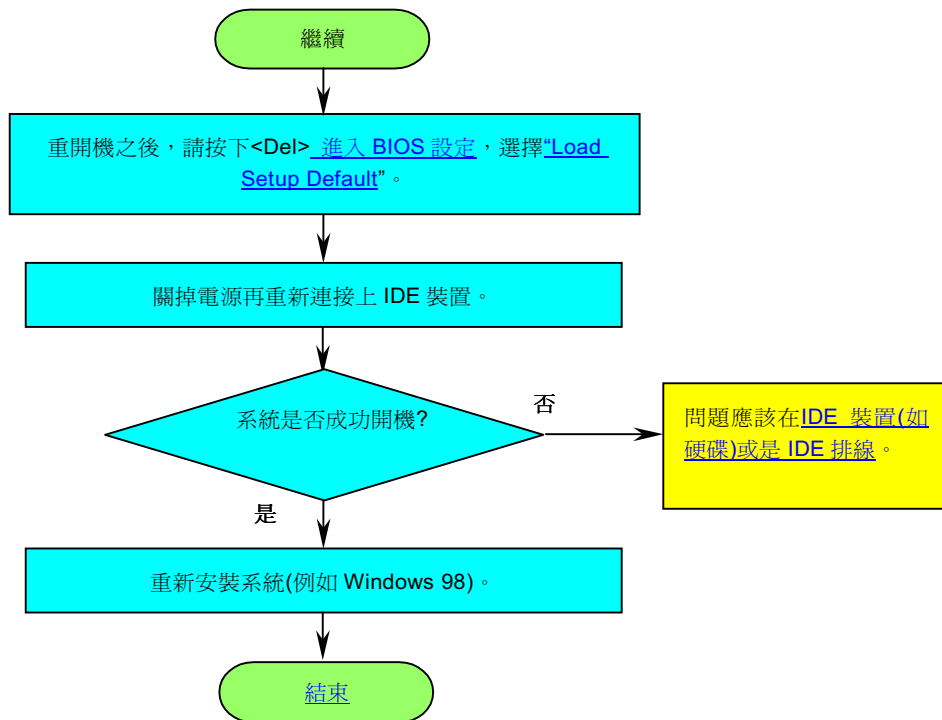 繼續
重開機之後，請按下<Del> 進入 BIOS 設定，選擇“Load
Setup Default”。
關掉電源再重新連接上 IDE 裝置。
系統是否成功開機?
否
問題應該在IDE 裝置(如
硬碟)或是 IDE 排線。
是
重新安裝系統(例如 Windows 98)。
結束